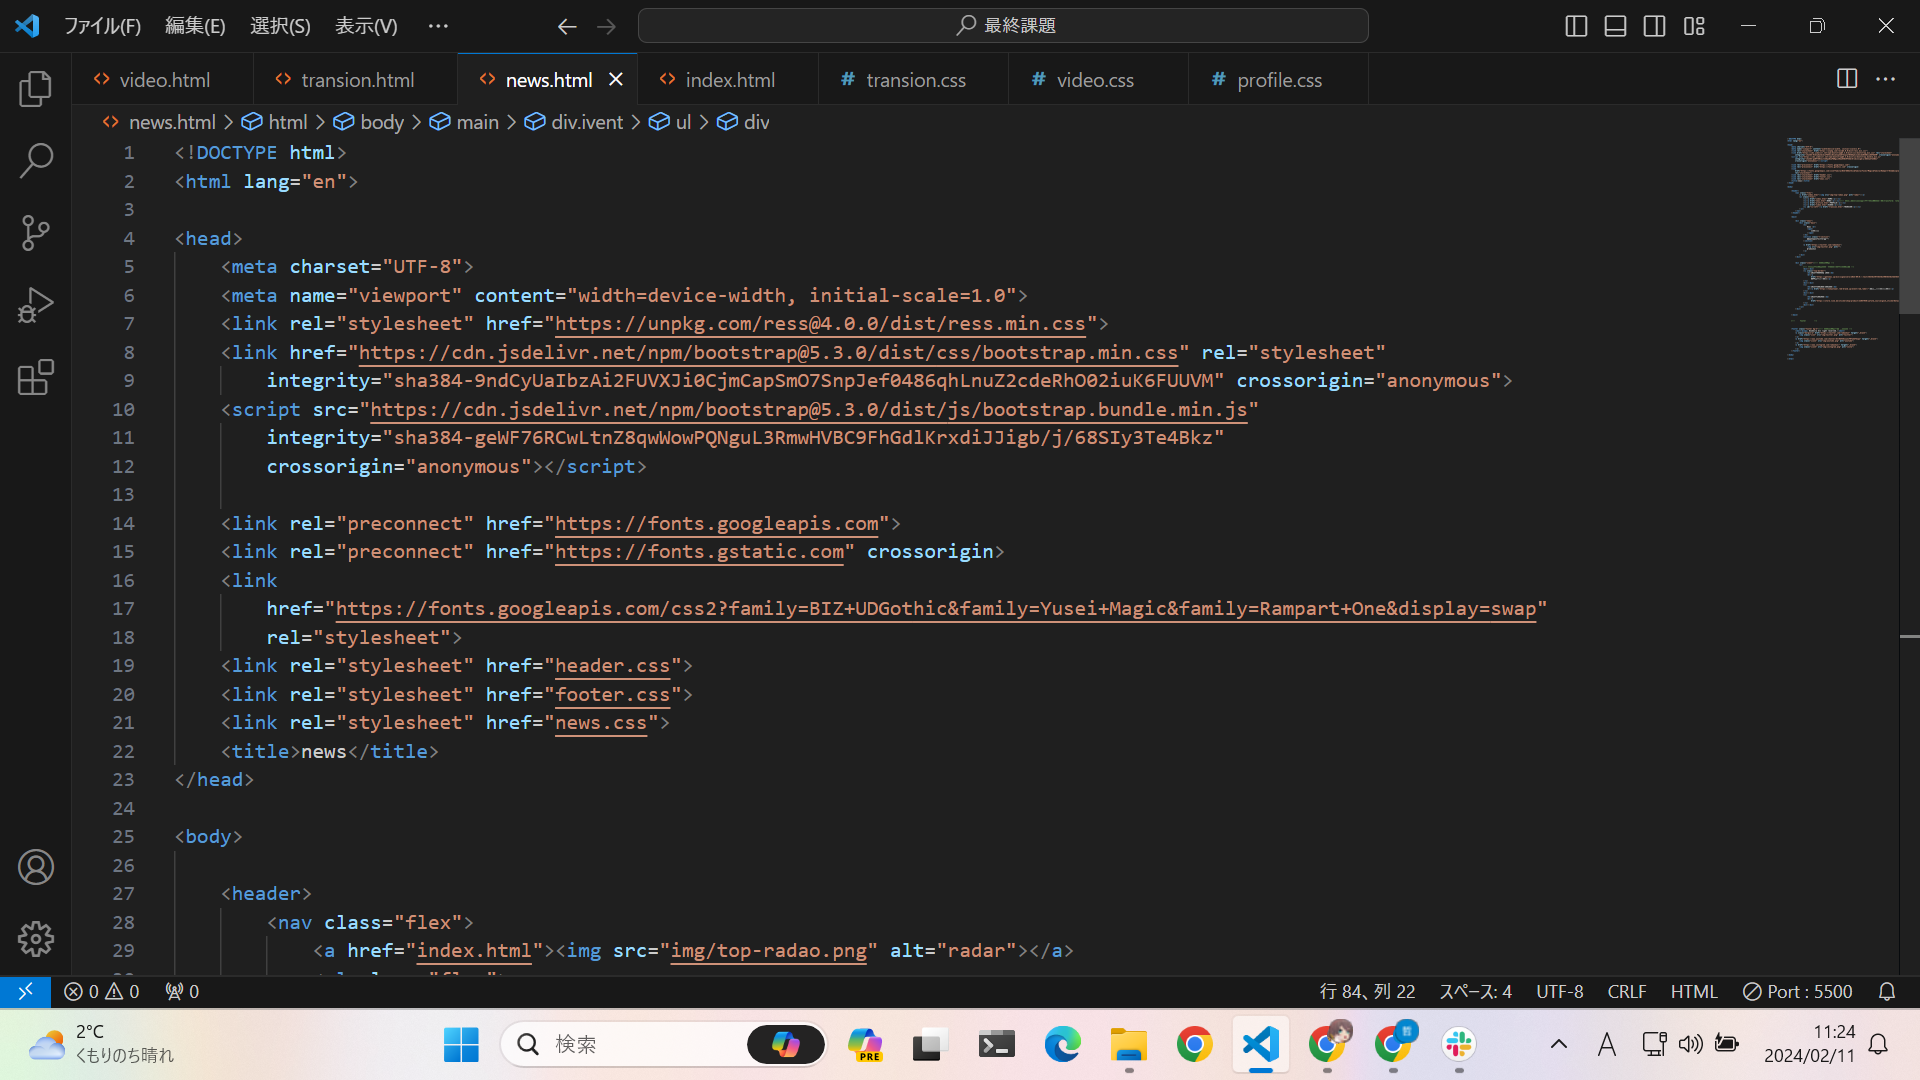 ファイル(F) 編集(E) 選択(S) 表示(V) ··· 最終課題
video.html transion.html news.html index.html transion.css video.css profile.css
news.html > html > body > main > div.ivent > ul > div
1 <!DOCTYPE html>
2 <html lang="en">
3
4 <head>
5 <meta charset="UTF-8">
6 <meta name="viewport" content="width=device-width, initial-scale=1.0">
7 <link rel="stylesheet" href="https://unpkg.com/ress@4.0.0/dist/ress.min.css">
8 <link href="https://cdn.jsdelivr.net/npm/bootstrap@5.3.0/dist/css/bootstrap.min.css" rel="stylesheet"
9 integrity="sha384-9ndCyUaIbzAi2FUVXJi0CjmCapSmO7SnpJef0486qhLnuZ2cdeRhO02iuK6FUUVM" crossorigin="anonymous">
10 <script src="https://cdn.jsdelivr.net/npm/bootstrap@5.3.0/dist/js/bootstrap.bundle.min.js"
11 integrity="sha384-geWF76RCwLtnZ8qwWowPQNguL3RmwHVBC9FhGdlKrxdiJJigb/j/68SIy3Te4Bkz"
12 crossorigin="anonymous"></script>
13
14 <link rel="preconnect" href="https://fonts.googleapis.com">
15 <link rel="preconnect" href="https://fonts.gstatic.com" crossorigin>
16 <link
17 href="https://fonts.googleapis.com/css2?family=BIZ+UDGothic&family=Yusei+Magic&family=Rampart+One&display=swap"
18 rel="stylesheet">
19 <link rel="stylesheet" href="header.css">
20 <link rel="stylesheet" href="footer.css">
21 <link rel="stylesheet" href="news.css">
22 <title>news</title>
23 </head>
24
25 <body>
26
27 <header>
28 <nav class="flex">
29 <a href="index.html"><img src="img/top-radao.png" alt="radar"></a>
0 0 0 行 84、列 22 スペース: 4 UTF-8 CRLF HTML Port : 5500
2°C
くもりのち晴れ
検索
PRE
A
11:24
2024/02/11